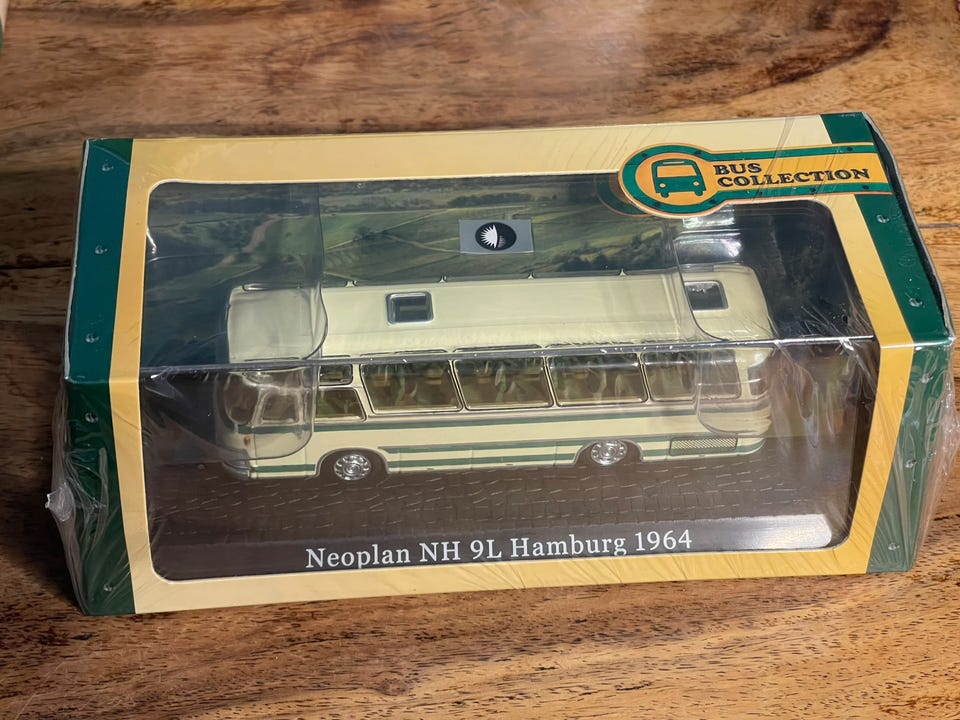 BUS
COLLECTION
Neoplan NH 9L Hamburg 1964